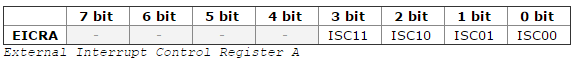 7 bit 6 bit 5 bit 4 bit 3 bit 2 bit 1 bit 0 bit
EICRA - - - - ISC11 ISC10 ISC01 ISC00
External Interrupt Control Register A